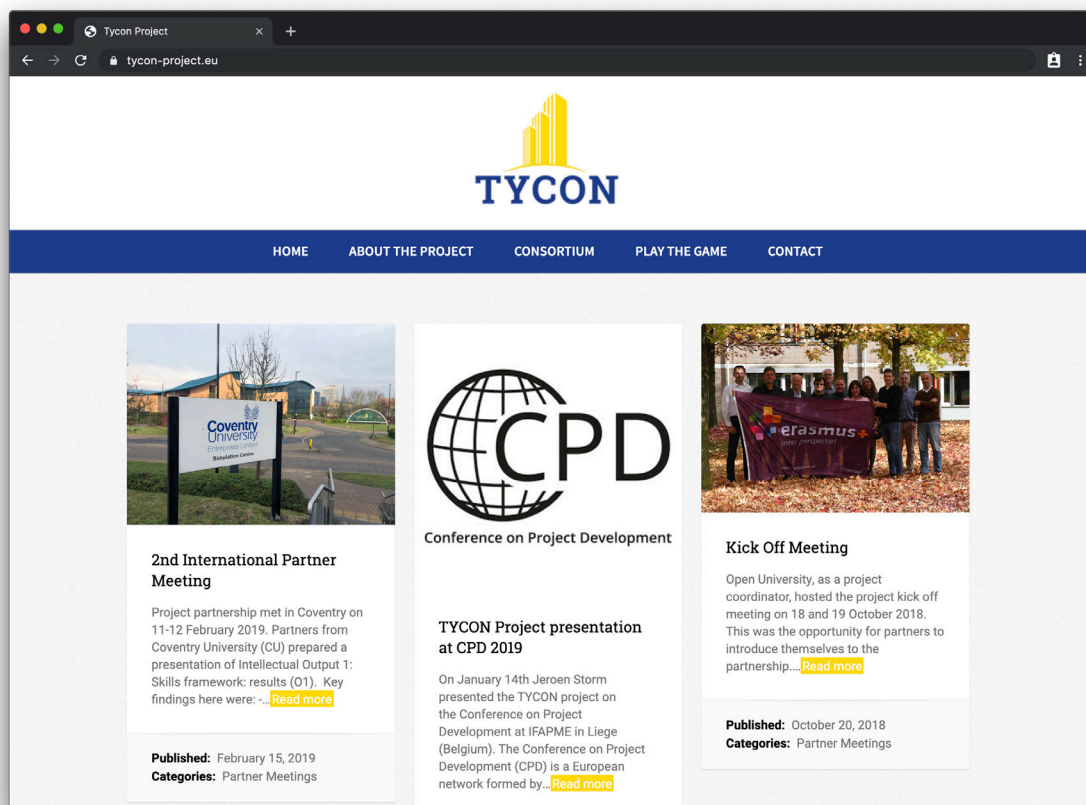 Tycon Project
tycon-project.eu
TYCON
HOME ABOUT THE PROJECT CONSORTIUM PLAY THE GAME CONTACT
Coventry
University
Enterprises Limited
Simulation Centre
2nd International Partner
Meeting
Project partnership met in Coventry on
11-12 February 2019. Partners from
Coventry University (CU) prepared a
presentation of Intellectual Output 1:
Skills framework: results (O1).  Key
findings here were: -...Read more
Published: February 15, 2019
Categories: Partner Meetings
CPD
Conference on Project Development
TYCON Project presentation
at CPD 2019
On January 14th Jeroen Storm
presented the TYCON project on
the Conference on Project
Development at IFAPME in Liege
(Belgium). The Conference on Project
Development (CPD) is a European
network formed by...Read more
erasmus+
meer perspectief
Kick Off Meeting
Open University, as a project
coordinator, hosted the project kick off
meeting on 18 and 19 October 2018.
This was the opportunity for partners to
introduce themselves to the
partnership....Read more
Published: October 20, 2018
Categories: Partner Meetings